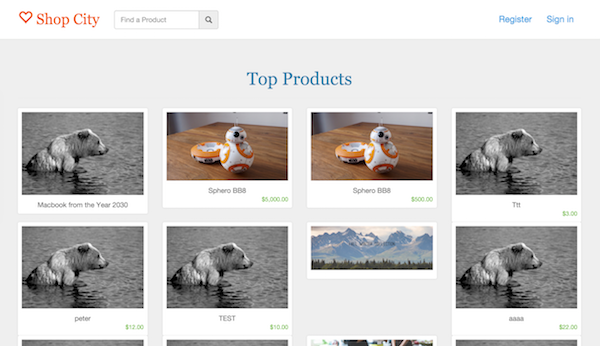 Shop City
Find a Product
Register
Sign in
Top Products
Macbook from the Year 2030
Sphero BB8
$5,000.00
Sphero BB8
$500.00
Ttt
$3.00
peter
$12.00
TEST
$10.00
aaaa
$22.00